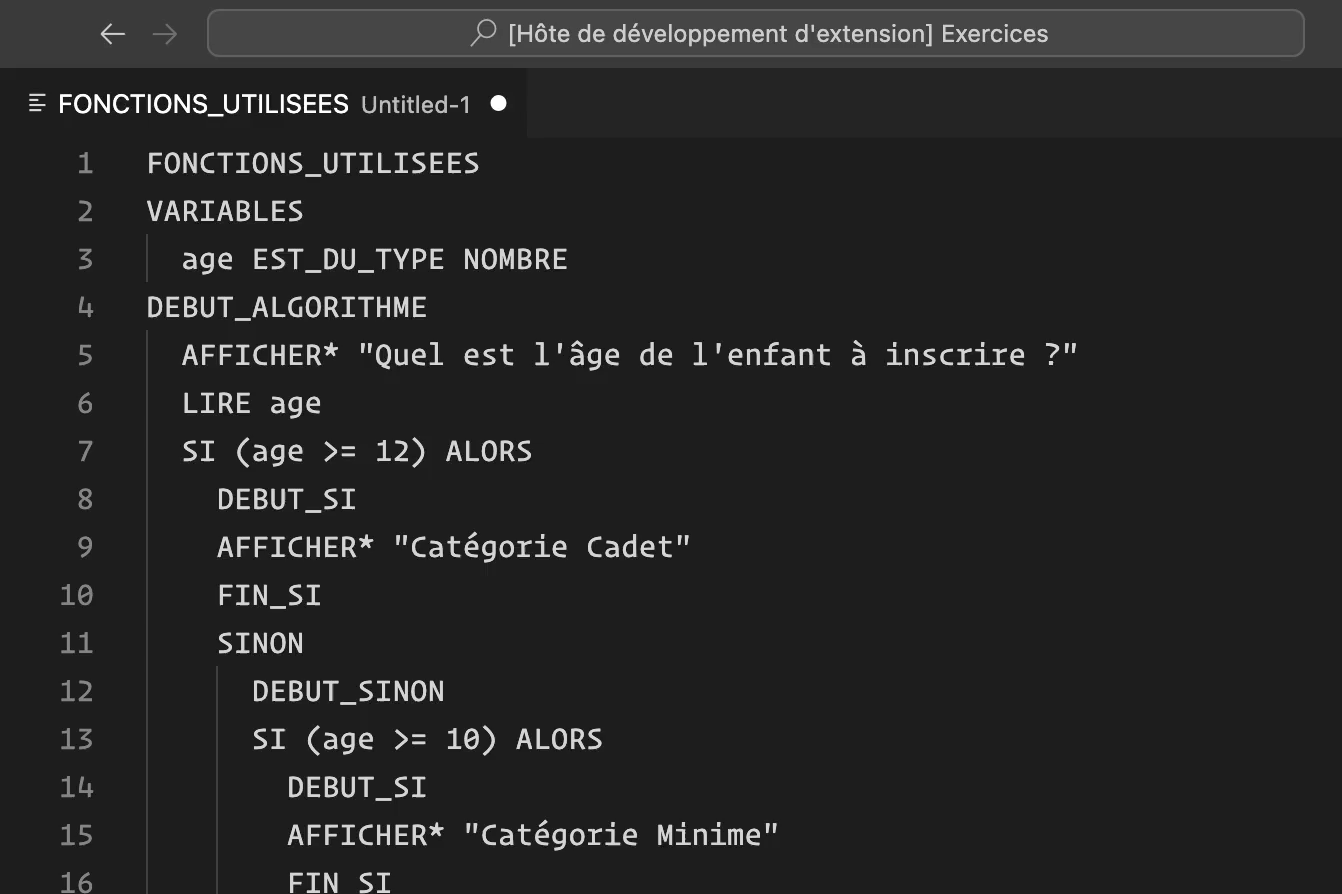 [Hôte de développement d'extension] Exercices
FONCTIONS_UTILISEES Untitled-1
1 FONCTIONS_UTILISEES
2 VARIABLES
3 age EST_DU_TYPE NOMBRE
4 DEBUT_ALGORITHME
5 AFFICHER* "Quel est l'âge de l'enfant à inscrire ?"
6 LIRE age
7 SI (age >= 12) ALORS
8 DEBUT_SI
9 AFFICHER* "Catégorie Cadet"
10 FIN_SI
11 SINON
12 DEBUT_SINON
13 SI (age >= 10) ALORS
14 DEBUT_SI
15 AFFICHER* "Catégorie Minime"
16 FIN_SI